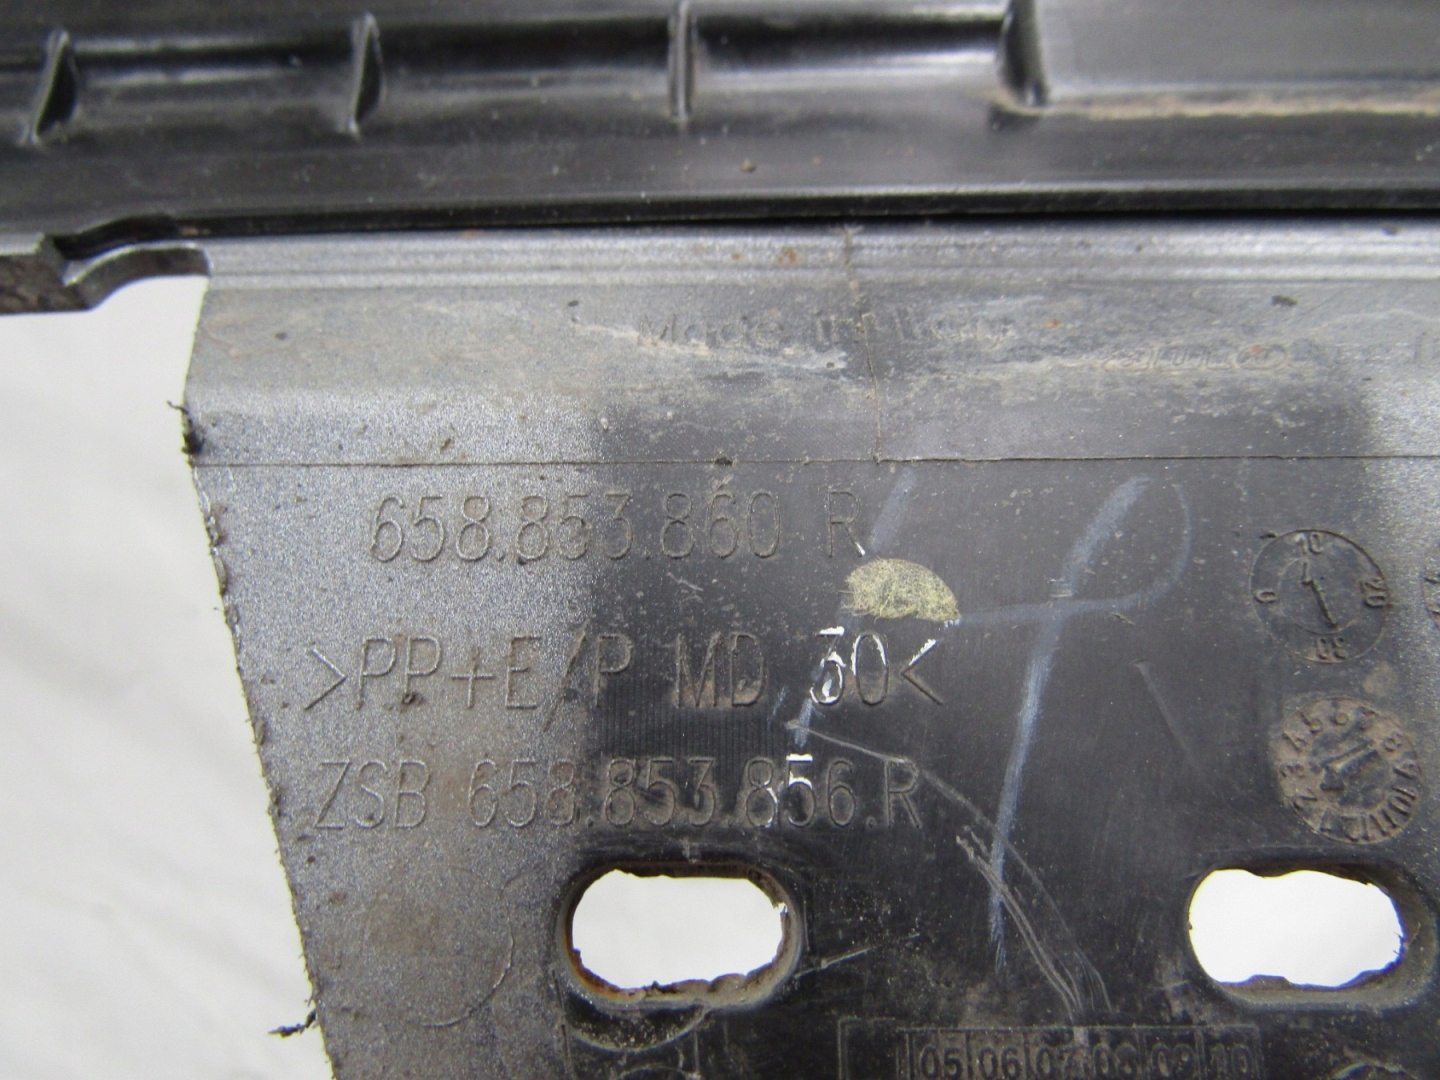 Made in Italy
658.853.860 R
>PP+E/P MD 30<
ZSB 658.853.856.R
05 06 07 08 09 10